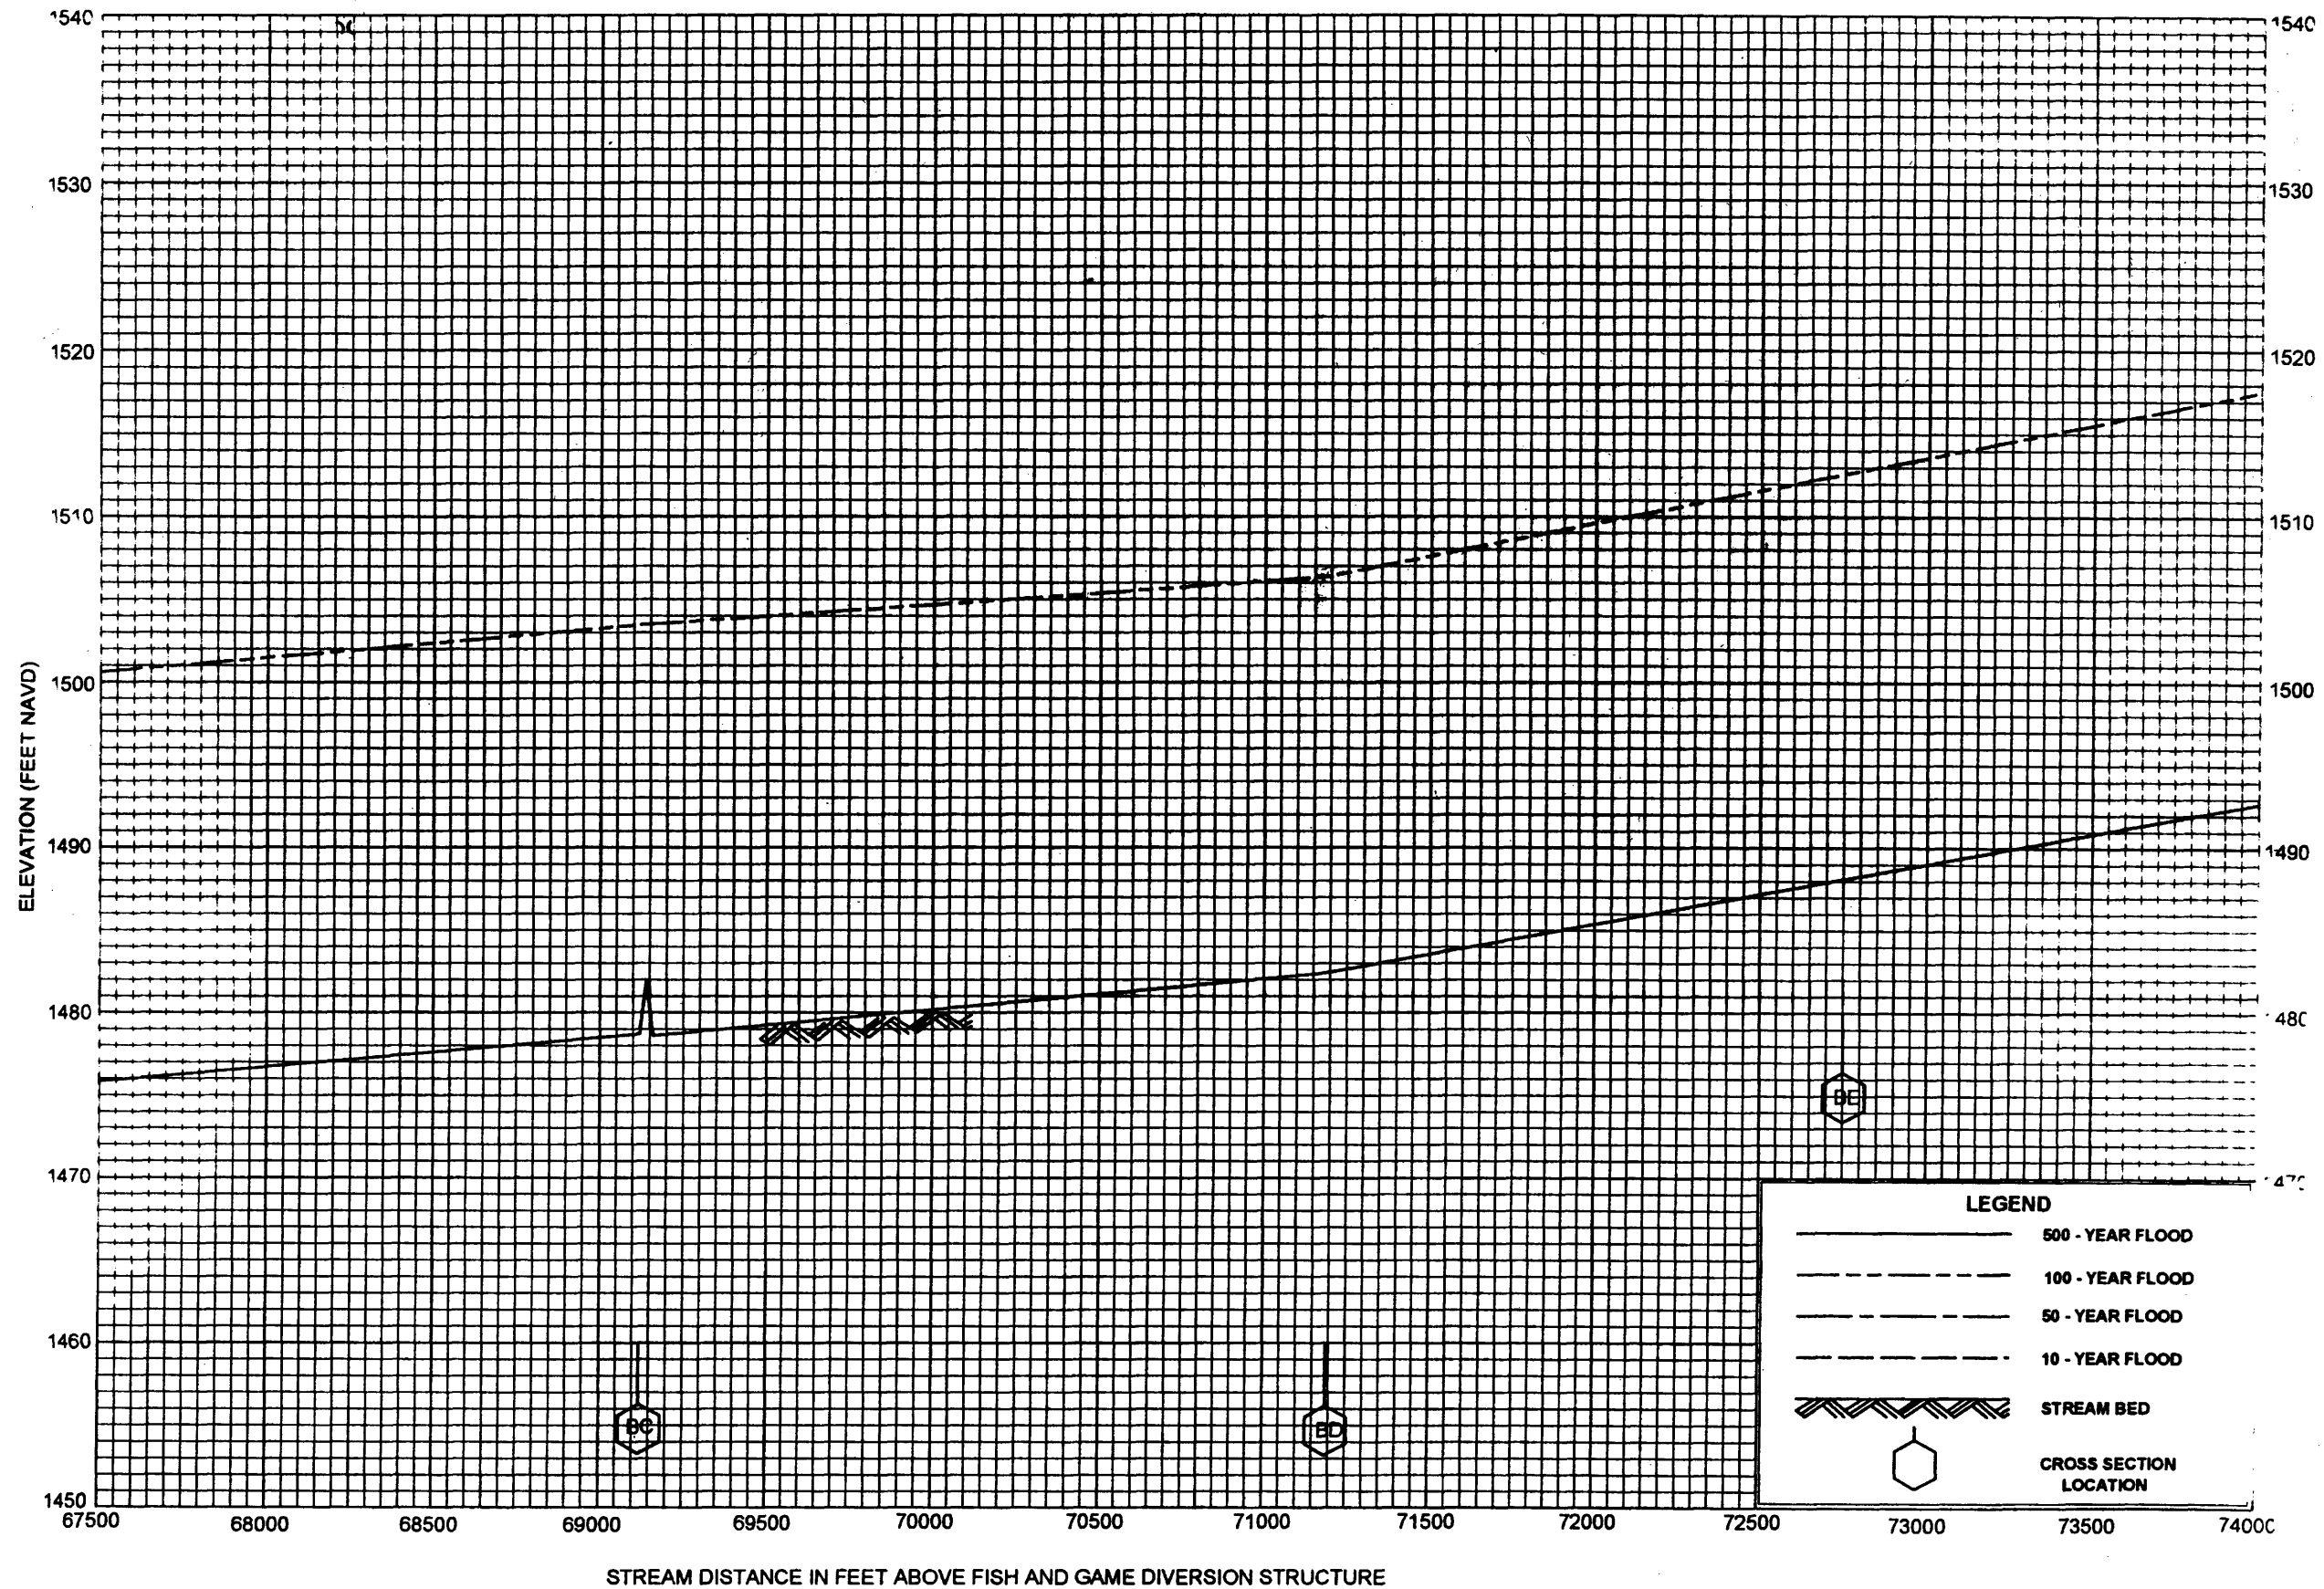 1540
1540
1530
1530
1520
1520
1510
1510
1500
1500
1490
1490
1480
1470
1460
1450
ELEVATION (FEET NAVD)
BE
BC
BD
LEGEND
500 - YEAR FLOOD
100 - YEAR FLOOD
50 - YEAR FLOOD
10 - YEAR FLOOD
STREAM BED
CROSS SECTION
LOCATION
67500 68000 68500 69000 69500 70000 70500 71000 71500 72000 72500 73000 73500 74000
STREAM DISTANCE IN FEET ABOVE FISH AND GAME DIVERSION STRUCTURE